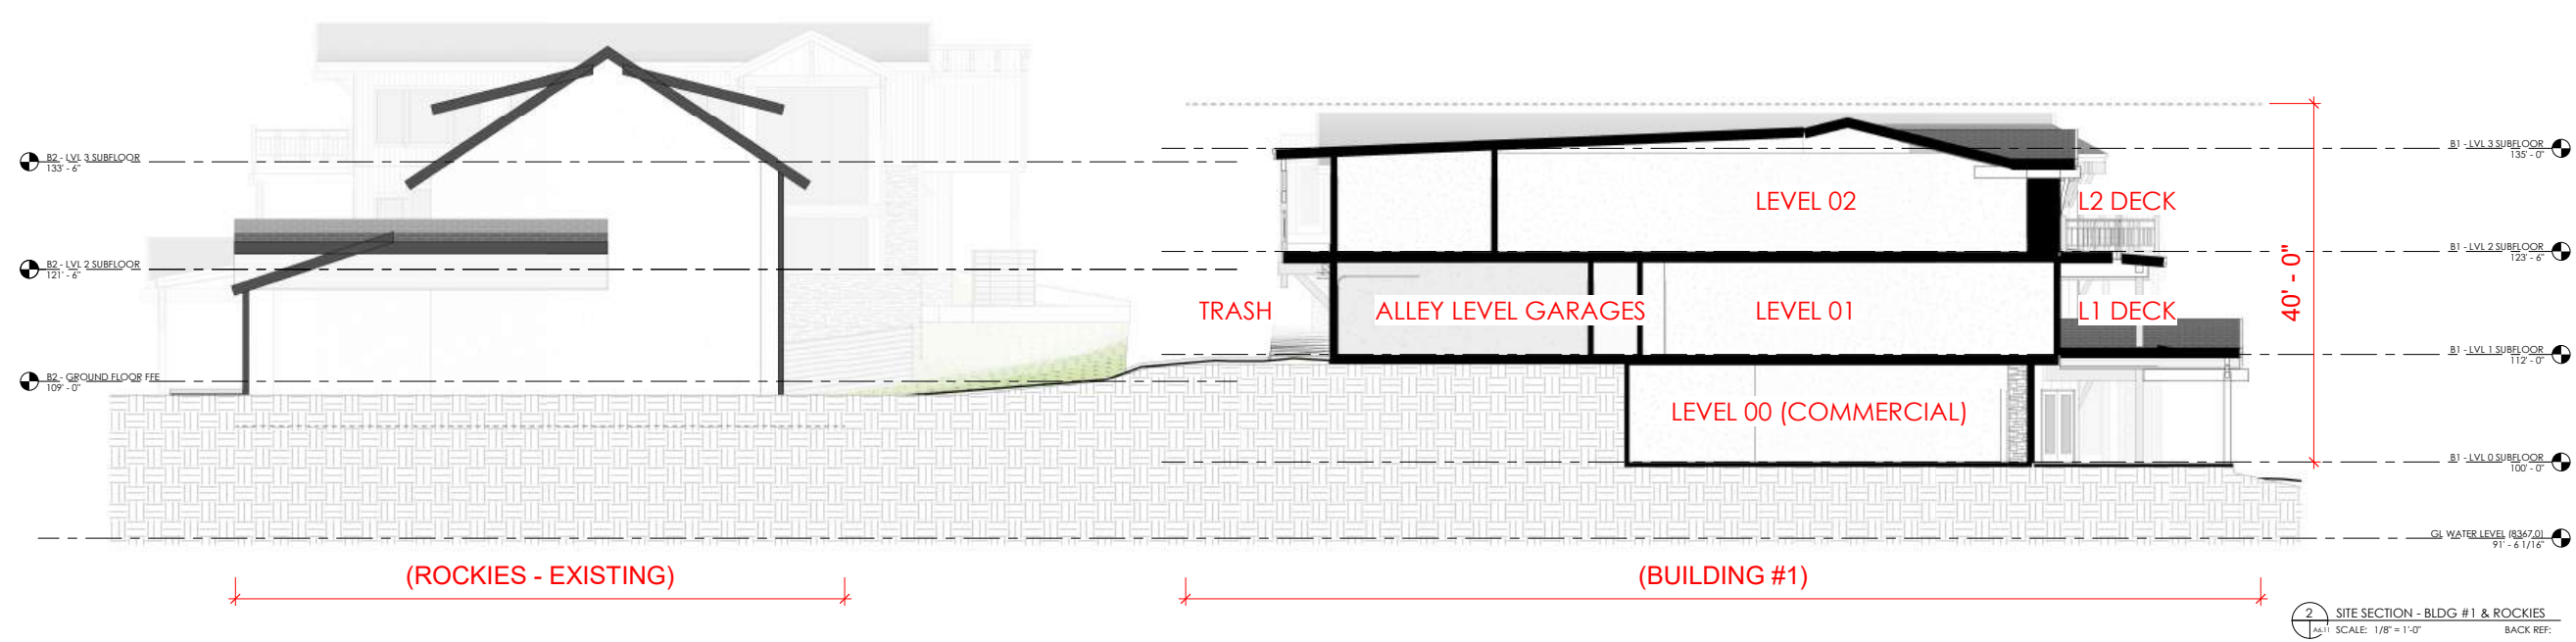 B2 - LVL 3 SUBFLOOR
133' - 6"
B2 - LVL 2 SUBFLOOR
121' - 6"
B2 - GROUND FLOOR FFE
109' - 0"
TRASH
ALLEY LEVEL GARAGES
LEVEL 02
LEVEL 01
LEVEL 00 (COMMERCIAL)
L2 DECK
L1 DECK
40' - 0"
B1 - LVL 3 SUBFLOOR
135' - 0"
B1 - LVL 2 SUBFLOOR
123' - 6"
B1 - LVL 1 SUBFLOOR
112' - 0"
B1 - LVL 0 SUBFLOOR
100' - 0"
GL WATER LEVEL (8367.0)
91' - 6 1/16"
(ROCKIES - EXISTING)
(BUILDING #1)
2
A6.11
SITE SECTION - BLDG #1 & ROCKIES
SCALE: 1/8" = 1'-0"
BACK REF: